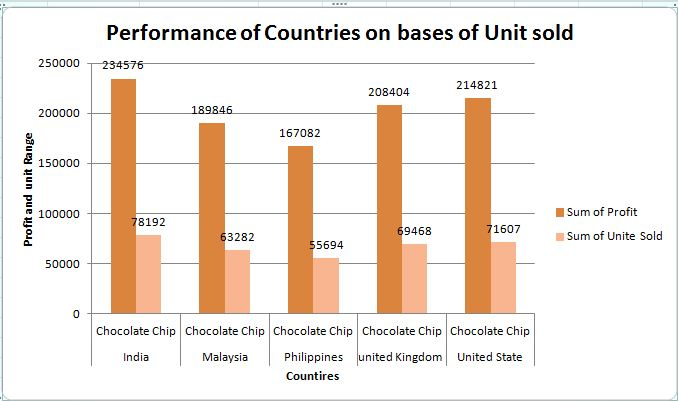 Performance of Countries on bases of Unit sold
250000
200000
150000
100000
50000
0
Profit and unit Range
234576
78192
189846
63282
167082
55694
208404
69468
214821
71607
Chocolate Chip Chocolate Chip Chocolate Chip Chocolate Chip Chocolate Chip
India Malaysia Philippines united Kingdom United State
Countires
Sum of Profit
Sum of Unite Sold